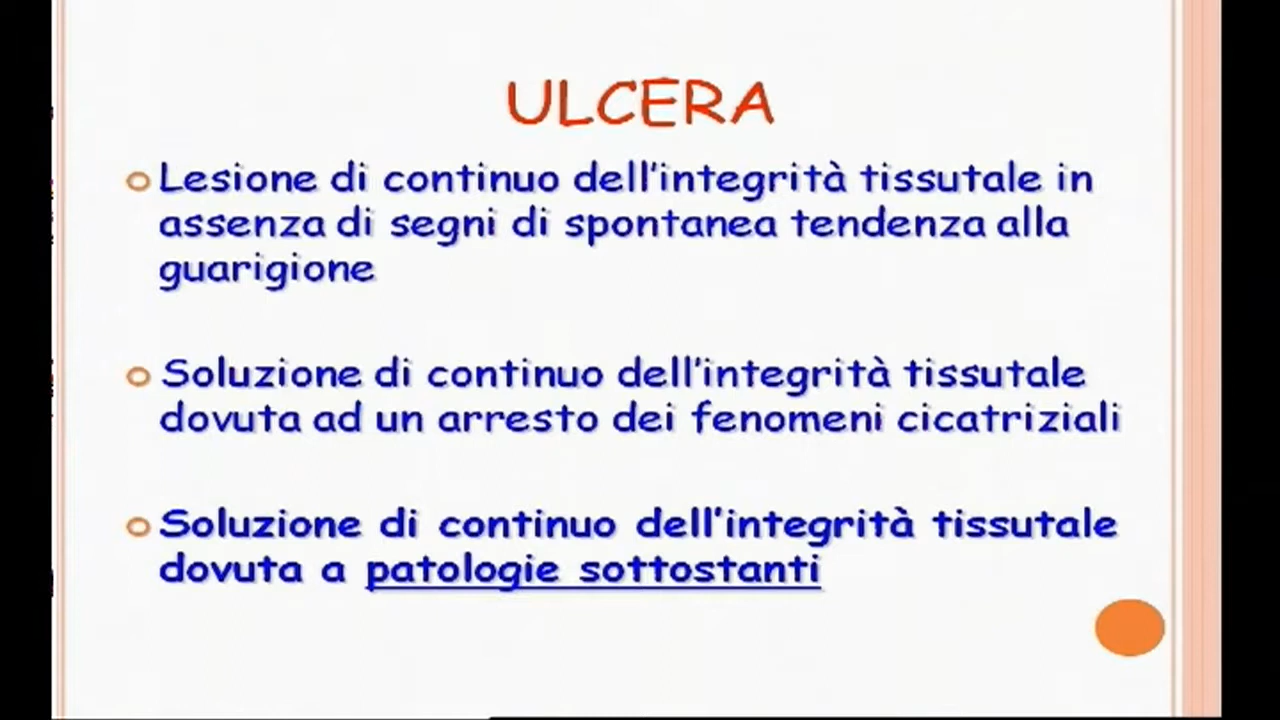 ULCERA
Lesione di continuo dell'integrità tissutale in
assenza di segni di spontanea tendenza alla
guarigione
Soluzione di continuo dell'integrità tissutale
dovuta ad un arresto dei fenomeni cicatriziali
Soluzione di continuo dell'integrità tissutale
dovuta a patologie sottostanti